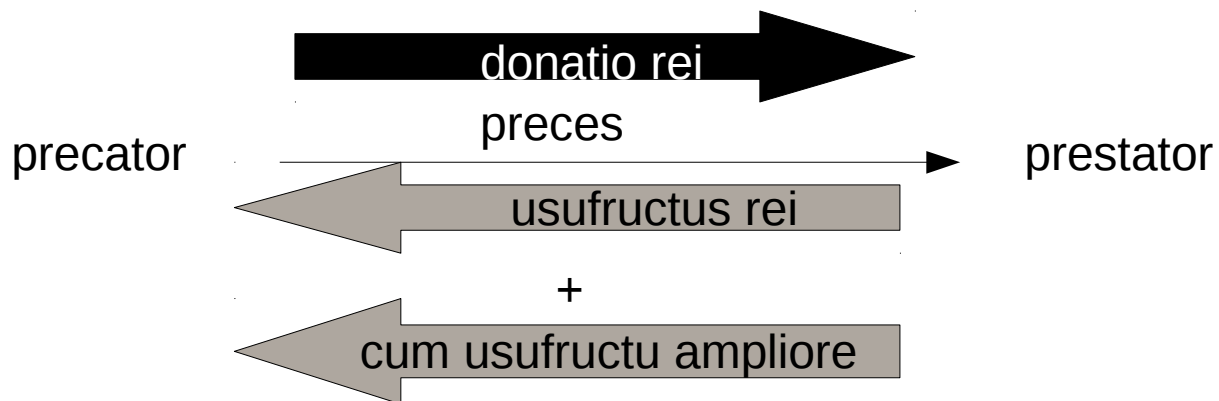 donatio rei
preces
precator
prestator
usufructus rei
+
cum usufructu ampliore